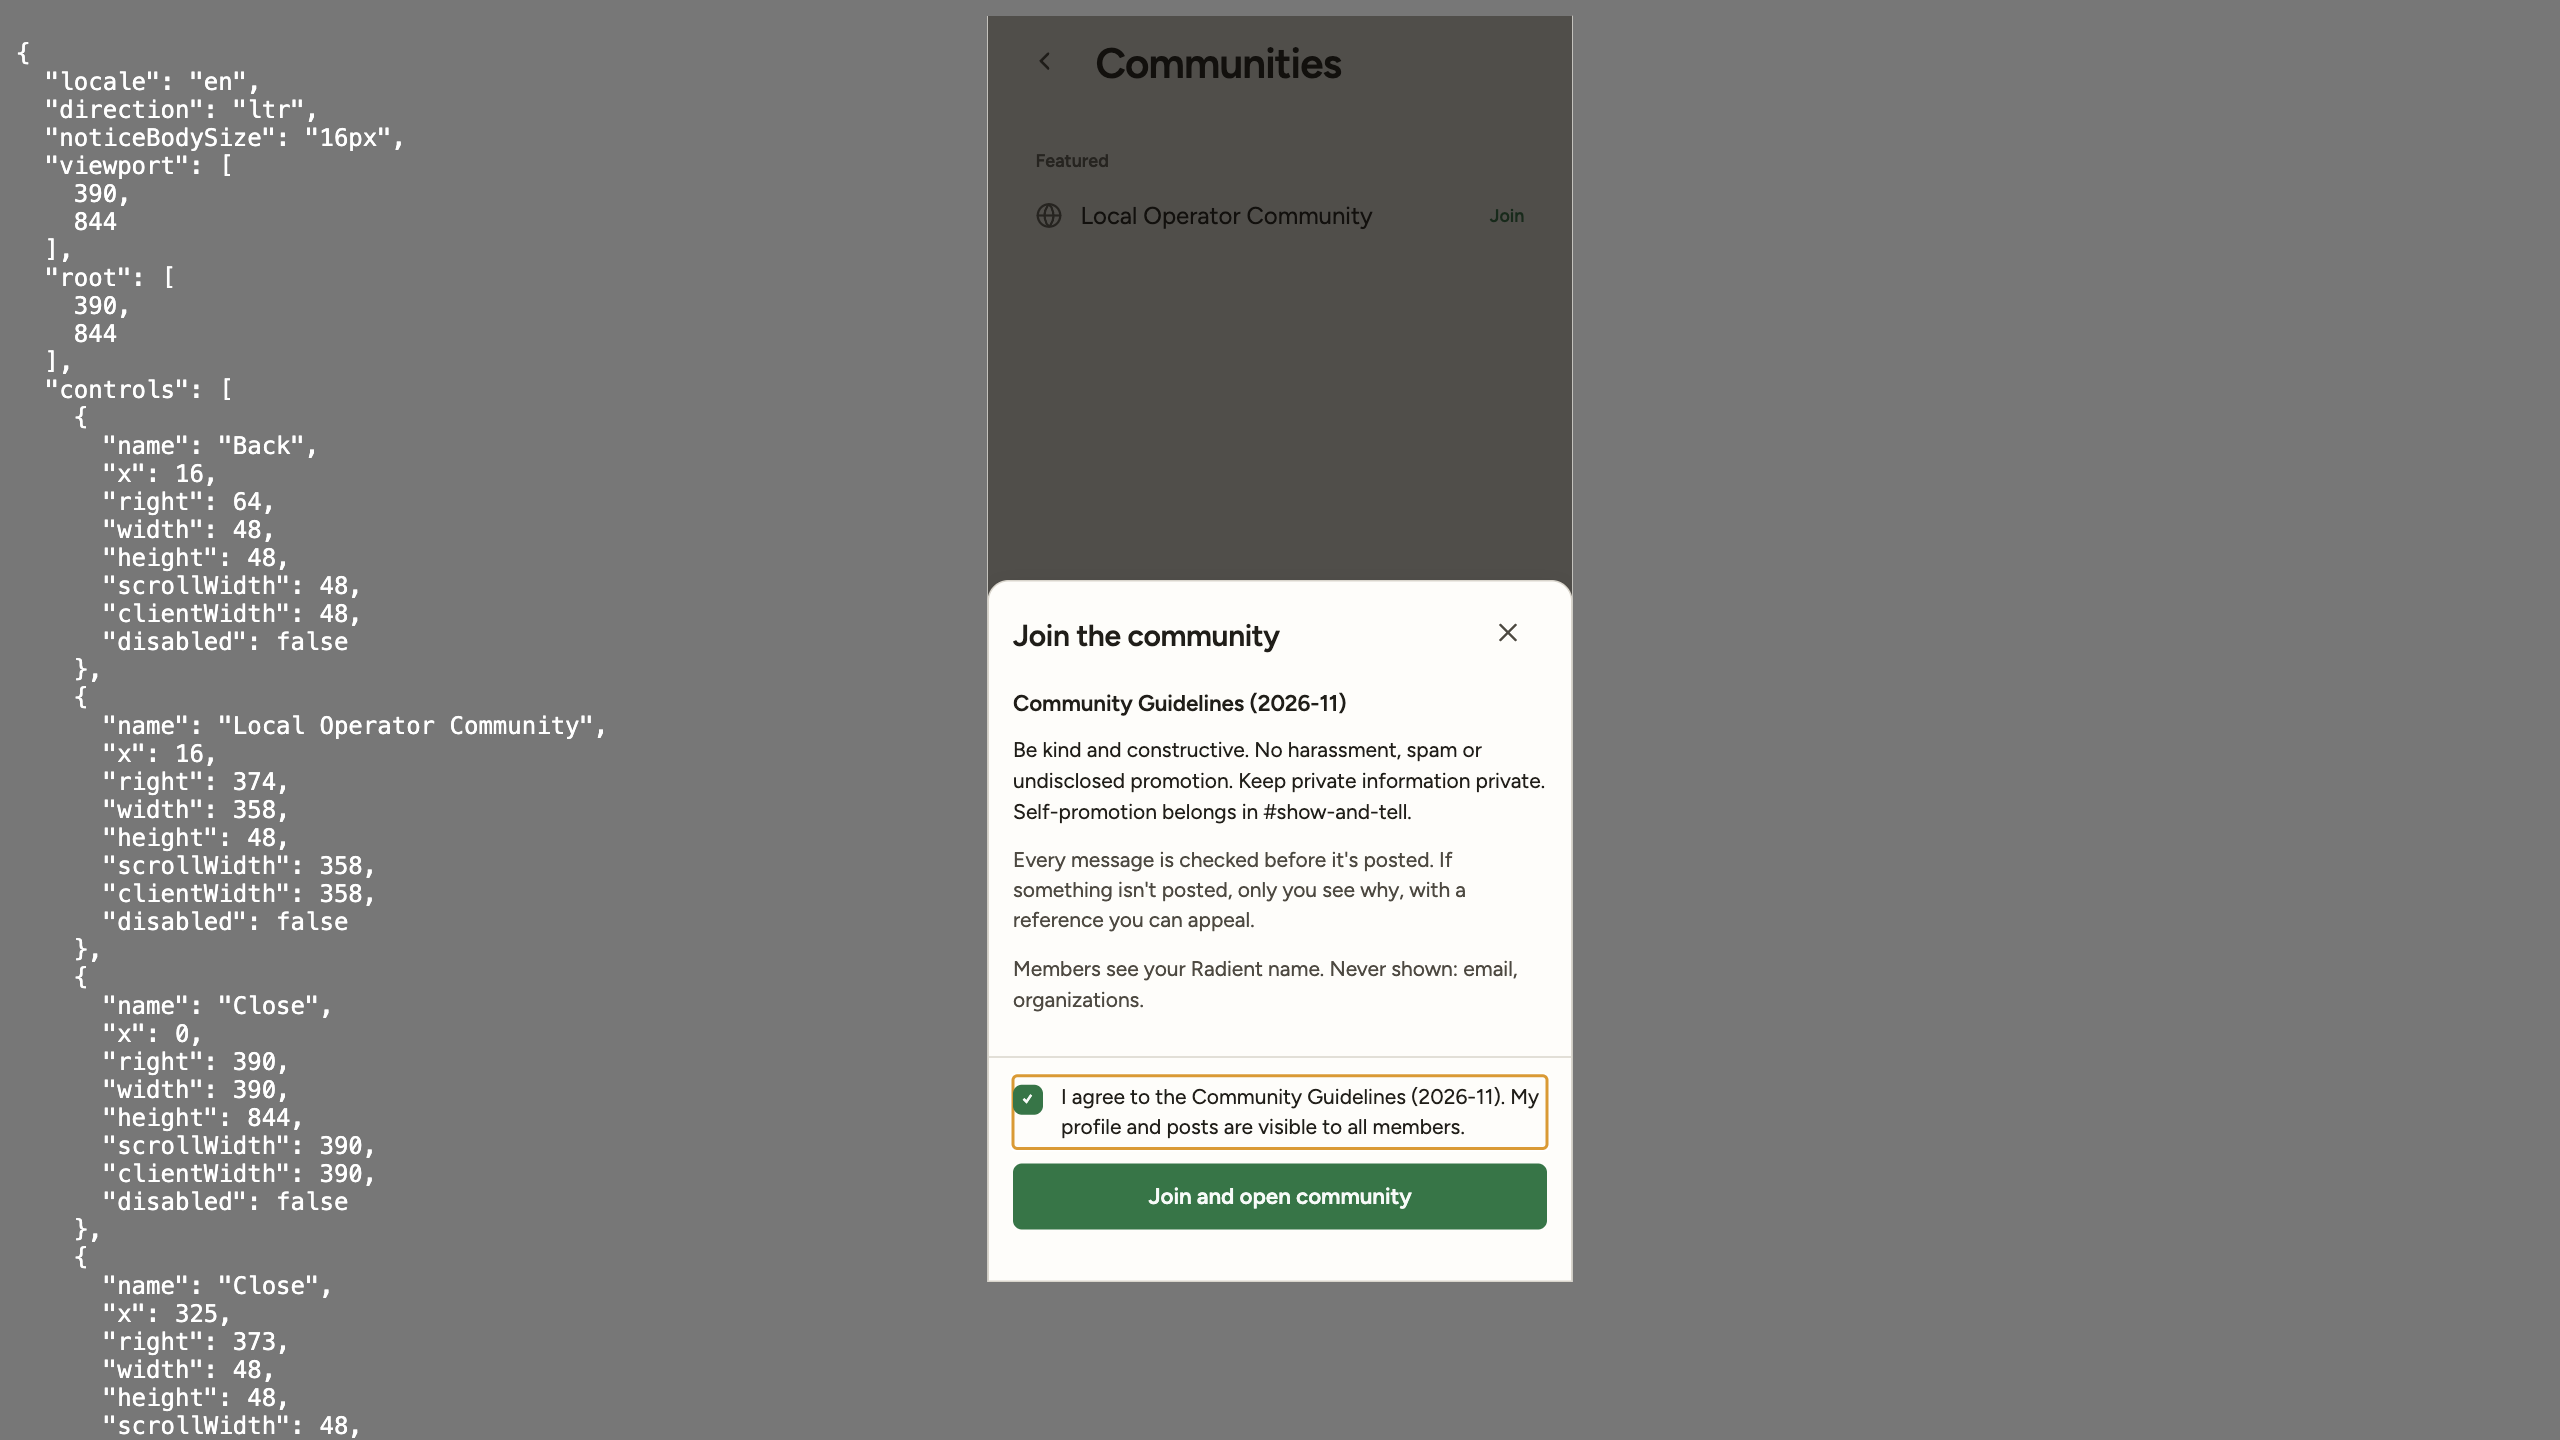 {
  "locale": "en",
  "direction": "ltr",
  "noticeBodySize": "16px",
  "viewport": [
    390,
    844
  ],
  "root": [
    390,
    844
  ],
  "controls": [
    {
      "name": "Back",
      "x": 16,
      "right": 64,
      "width": 48,
      "height": 48,
      "scrollWidth": 48,
      "clientWidth": 48,
      "disabled": false
    },
    {
      "name": "Local Operator Community",
      "x": 16,
      "right": 374,
      "width": 358,
      "height": 48,
      "scrollWidth": 358,
      "clientWidth": 358,
      "disabled": false
    },
    {
      "name": "Close",
      "x": 0,
      "right": 390,
      "width": 390,
      "height": 844,
      "scrollWidth": 390,
      "clientWidth": 390,
      "disabled": false
    },
    {
      "name": "Close",
      "x": 325,
      "right": 373,
      "width": 48,
      "height": 48,
      "scrollWidth": 48,
Communities
Featured
Local Operator Community
Join
Join the community
Community Guidelines (2026-11)
Be kind and constructive. No harassment, spam or
undisclosed promotion. Keep private information private.
Self-promotion belongs in #show-and-tell.
Every message is checked before it's posted. If
something isn't posted, only you see why, with a
reference you can appeal.
Members see your Radient name. Never shown: email,
organizations.
I agree to the Community Guidelines (2026-11). My
profile and posts are visible to all members.
Join and open community